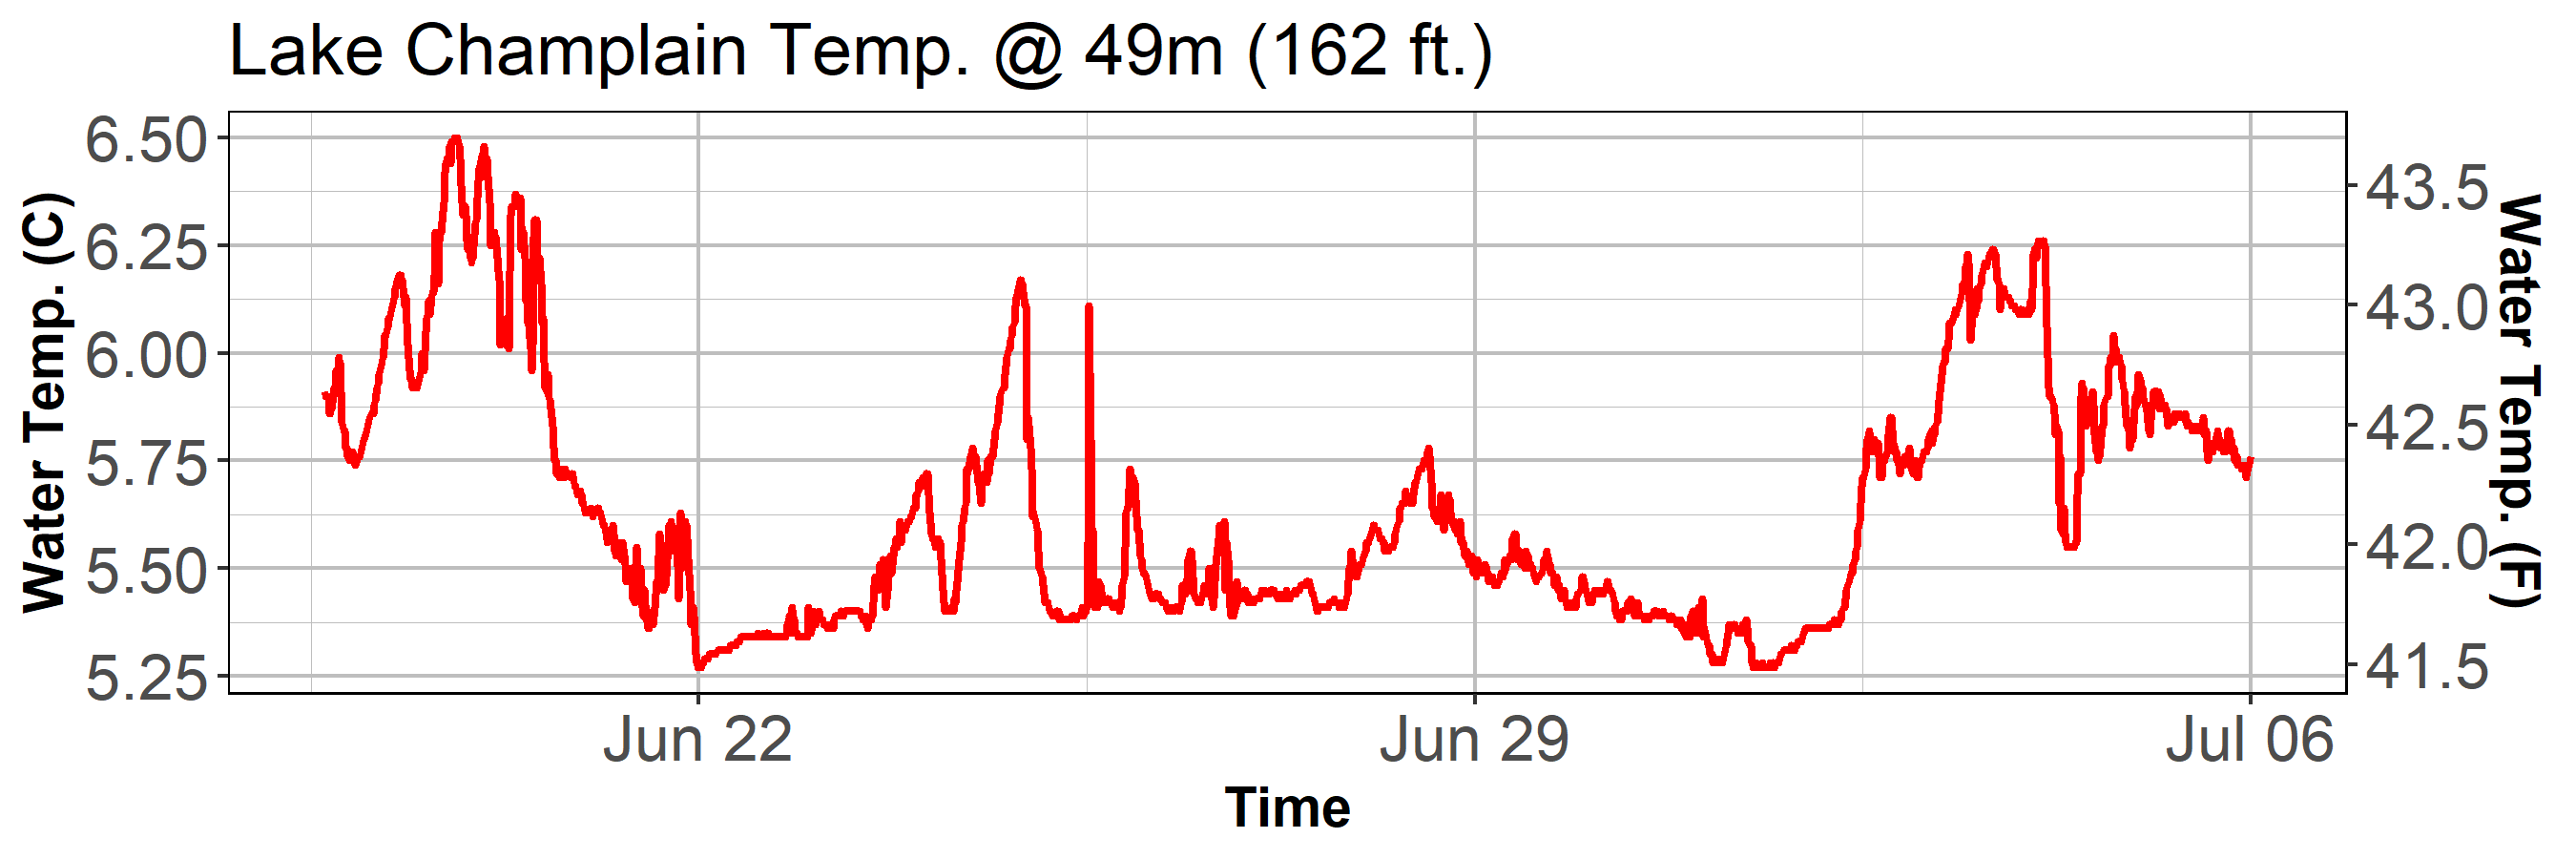 Lake Champlain Temp. @ 49m (162 ft.)
Water Temp. (C)
6.50
6.25
6.00
5.75
5.50
5.25
43.5
43.0
42.5
42.0
41.5
Water Temp. (F)
Jun 22
Jun 29
Jul 06
Time